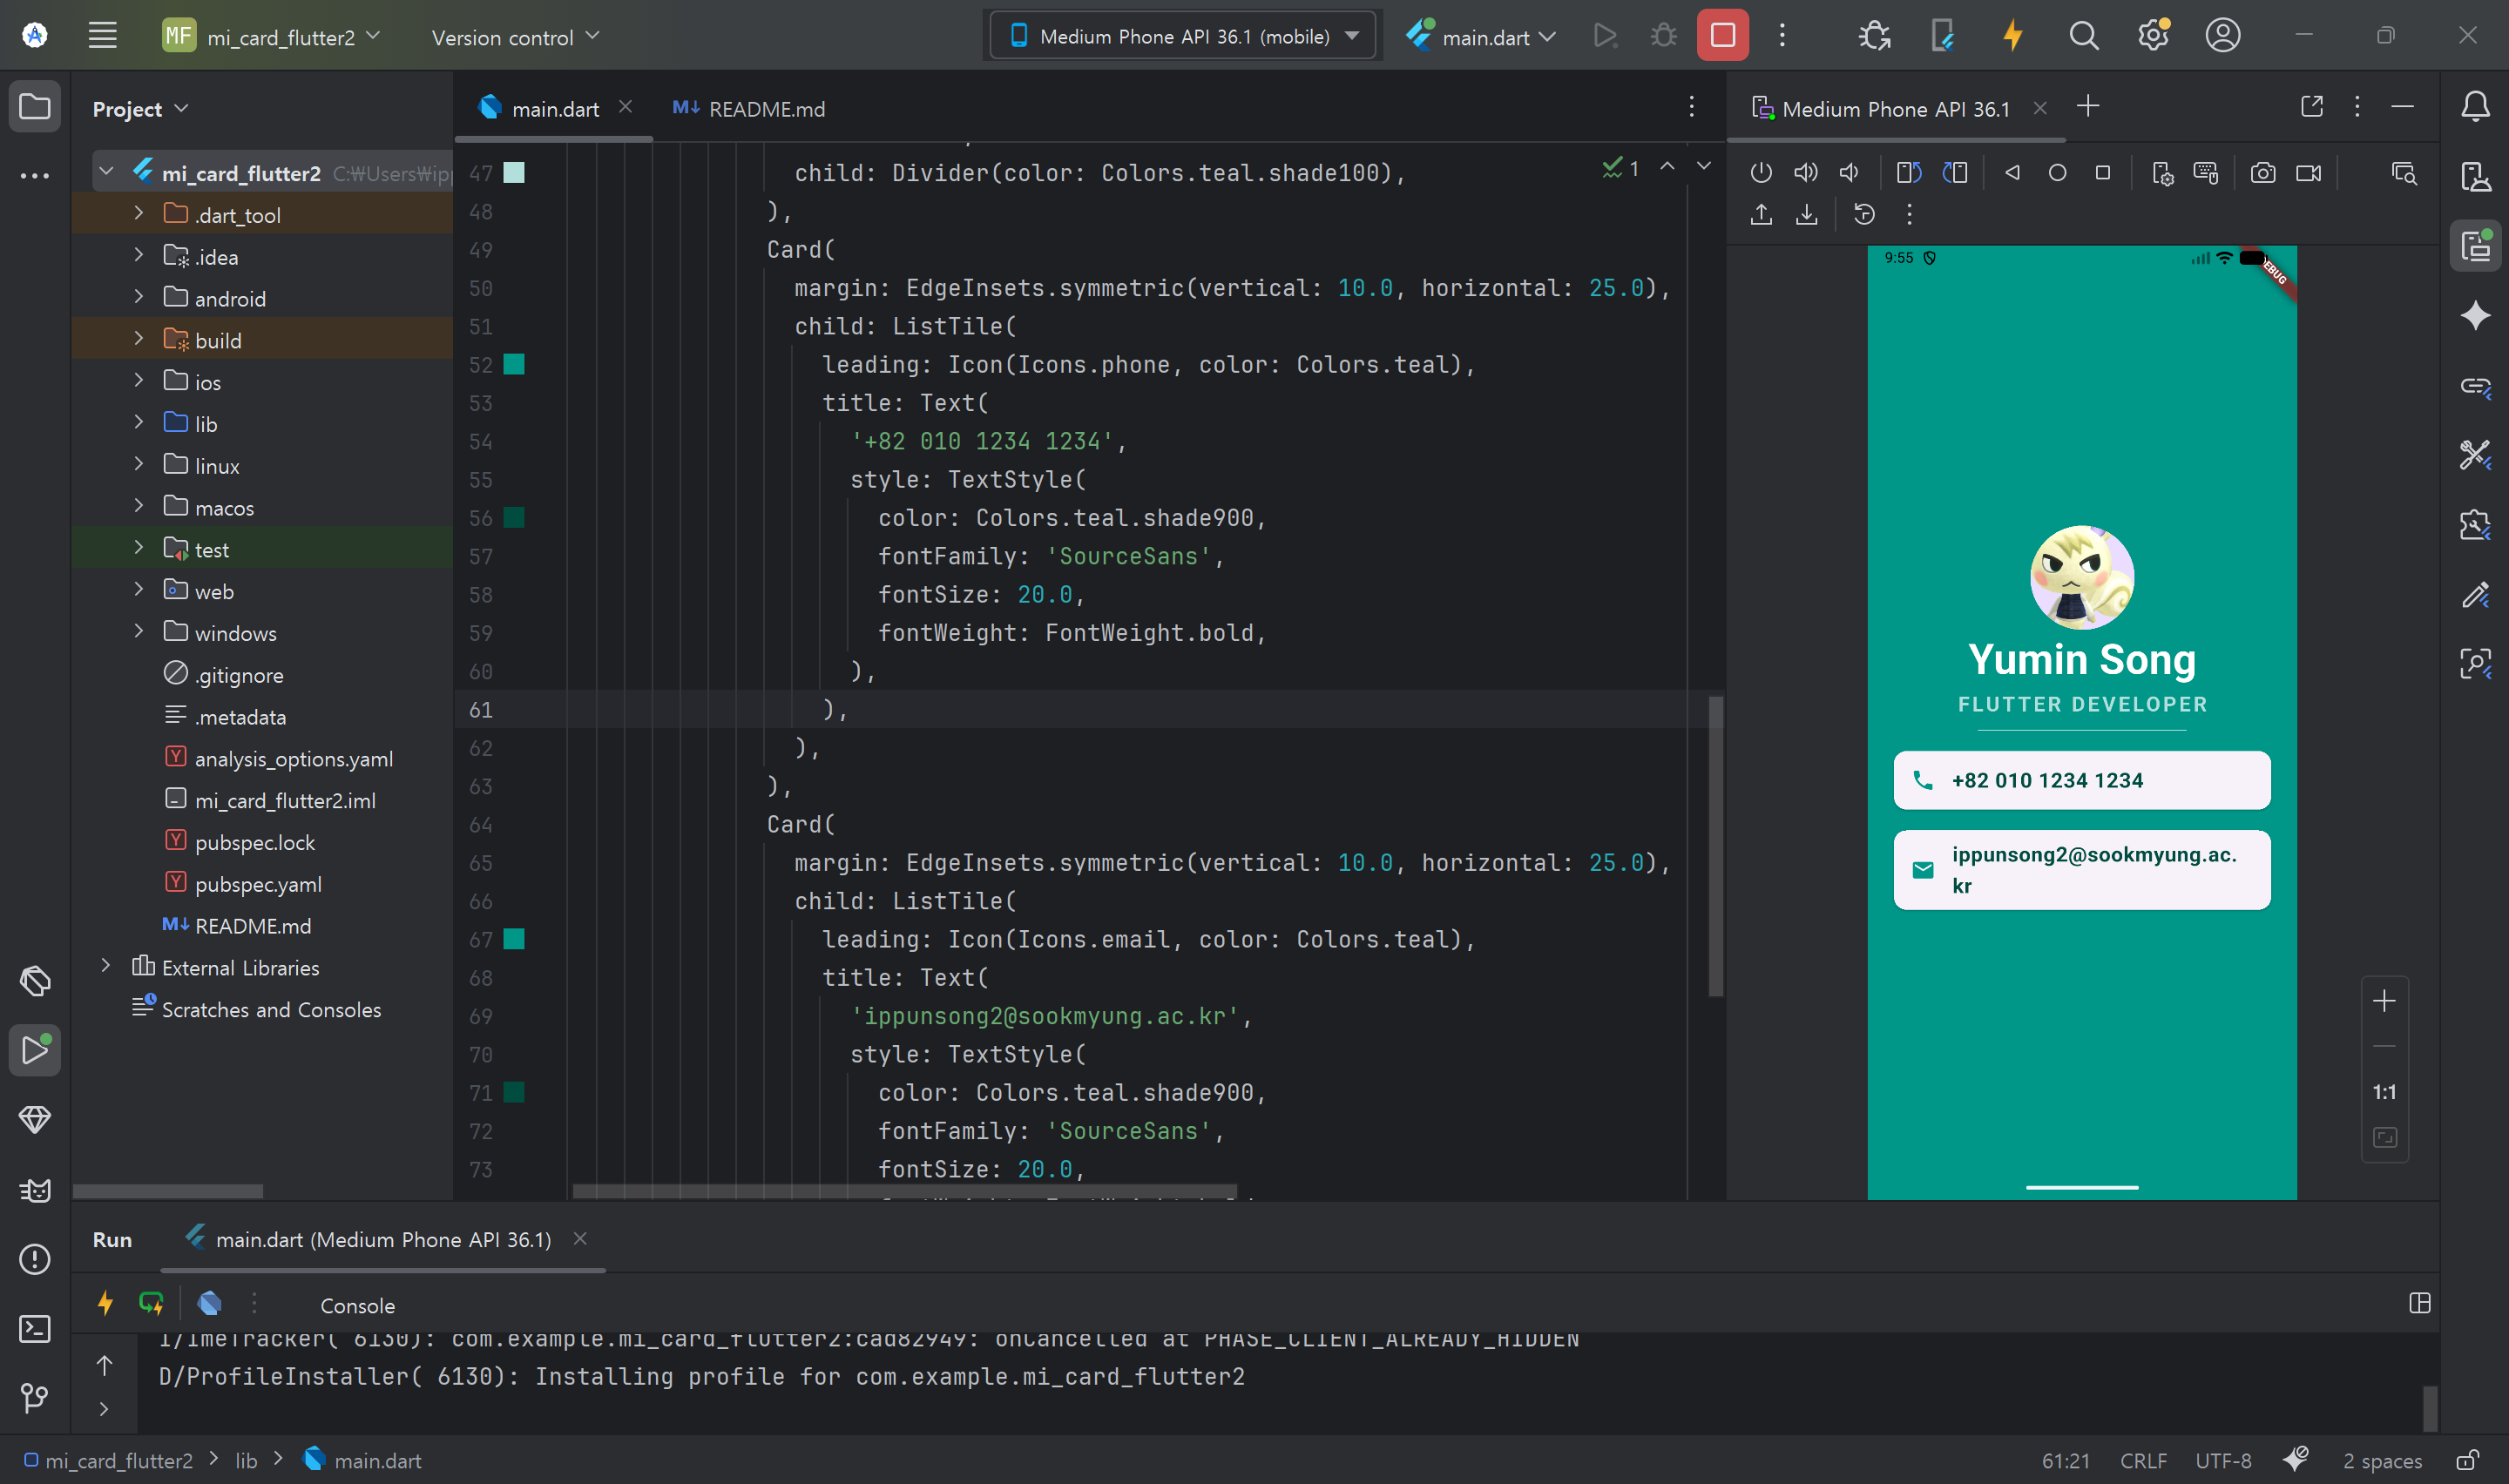 MF mi_card_flutter2
Version control
Medium Phone API 36.1 (mobile)
main.dart
Project
main.dart
README.md
Medium Phone API 36.1
mi_card_flutter2 C:₩Users₩ipp
.dart_tool
.idea
android
build
ios
lib
linux
macos
test
web
windows
.gitignore
.metadata
analysis_options.yaml
mi_card_flutter2.iml
pubspec.lock
pubspec.yaml
README.md
External Libraries
Scratches and Consoles
1
47 child: Divider(color: Colors.teal.shade100),
48 ),
49 Card(
50 margin: EdgeInsets.symmetric(vertical: 10.0, horizontal: 25.0),
51 child: ListTile(
52 leading: Icon(Icons.phone, color: Colors.teal),
53 title: Text(
54 '+82 010 1234 1234',
55 style: TextStyle(
56 color: Colors.teal.shade900,
57 fontFamily: 'SourceSans',
58 fontSize: 20.0,
59 fontWeight: FontWeight.bold,
60 ),
61 ),
62 ),
63 ),
64 Card(
65 margin: EdgeInsets.symmetric(vertical: 10.0, horizontal: 25.0),
66 child: ListTile(
67 leading: Icon(Icons.email, color: Colors.teal),
68 title: Text(
69 'ippunsong2@sookmyung.ac.kr',
70 style: TextStyle(
71 color: Colors.teal.shade900,
72 fontFamily: 'SourceSans',
73 fontSize: 20.0,
9:55
Yumin Song
FLUTTER DEVELOPER
+82 010 1234 1234
ippunsong2@sookmyung.ac.
kr
1:1
Run
main.dart (Medium Phone API 36.1)
Console
I/ImeTracker( 6130): com.example.mi_card_flutter2:cad82949: onCancelled at PHASE_CLIENT_ALREADY_HIDDEN
D/ProfileInstaller( 6130): Installing profile for com.example.mi_card_flutter2
mi_card_flutter2 > lib > main.dart
61:21 CRLF UTF-8 2 spaces